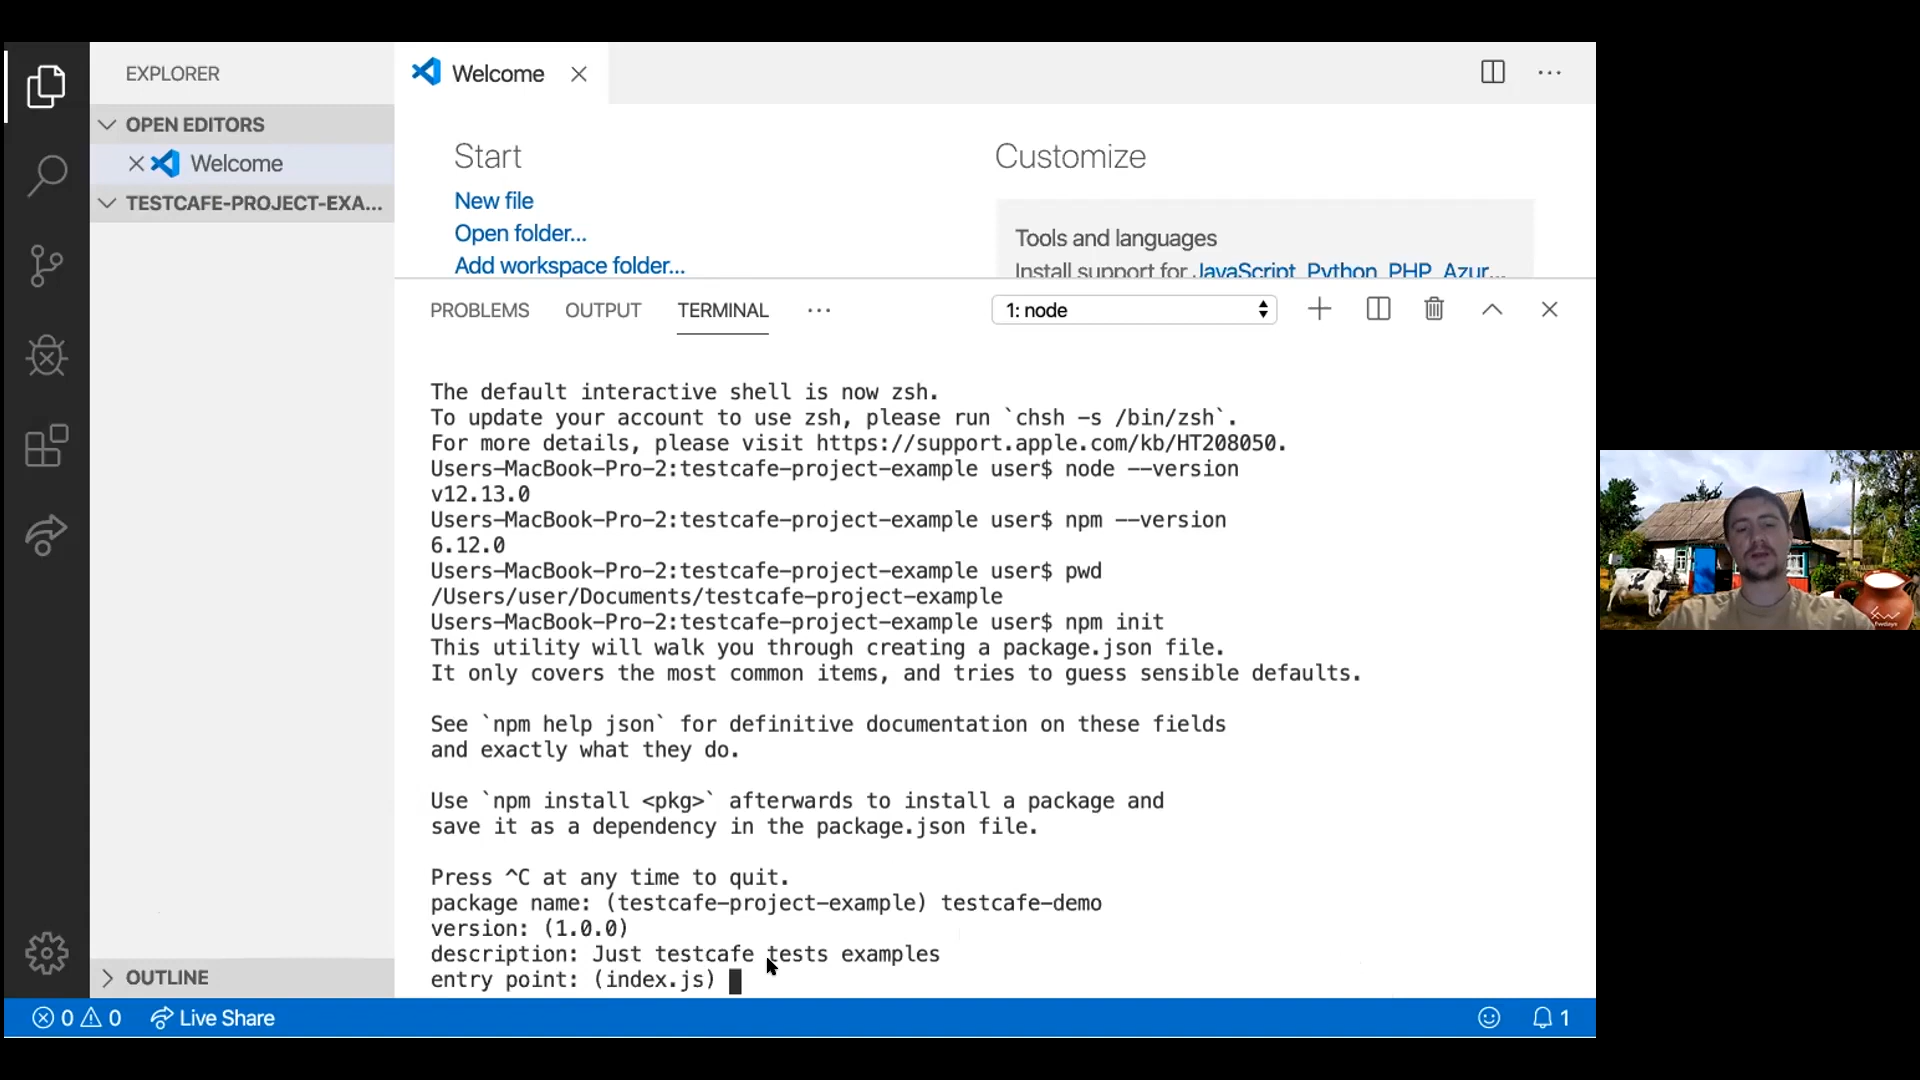 EXPLORER
OPEN EDITORS
Welcome
TESTCAFE-PROJECT-EXA...
OUTLINE
Welcome
Start
New file
Open folder...
Add workspace folder...
Customize
Tools and languages
Install support for JavaScript, Python, PHP, Azur...
PROBLEMS OUTPUT TERMINAL ... 1: node
The default interactive shell is now zsh.
To update your account to use zsh, please run `chsh -s /bin/zsh`.
For more details, please visit https://support.apple.com/kb/HT208050.
Users-MacBook-Pro-2:testcafe-project-example user$ node --version
v12.13.0
Users-MacBook-Pro-2:testcafe-project-example user$ npm --version
6.12.0
Users-MacBook-Pro-2:testcafe-project-example user$ pwd
/Users/user/Documents/testcafe-project-example
Users-MacBook-Pro-2:testcafe-project-example user$ npm init
This utility will walk you through creating a package.json file.
It only covers the most common items, and tries to guess sensible defaults.
See `npm help json` for definitive documentation on these fields
and exactly what they do.
Use `npm install <pkg>` afterwards to install a package and
save it as a dependency in the package.json file.
Press ^C at any time to quit.
package name: (testcafe-project-example) testcafe-demo
version: (1.0.0)
description: Just testcafe tests examples
entry point: (index.js)
0 0 Live Share 1
Fwdays